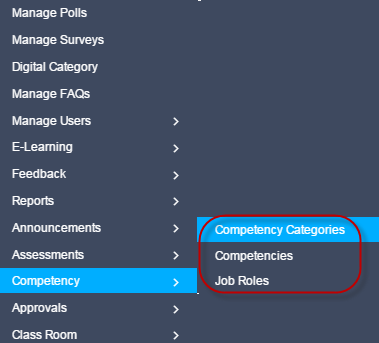 Manage Polls
Manage Surveys
Digital Category
Manage FAQs
Manage Users
E-Learning
Feedback
Reports
Announcements
Assessments
Competency
Approvals
Class Room
Competency Categories
Competencies
Job Roles